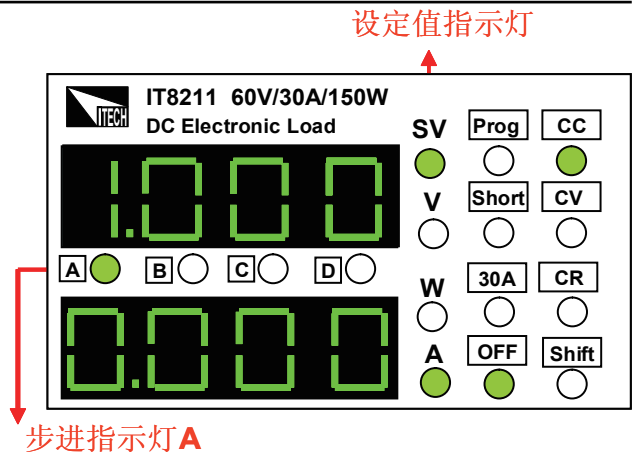 设定值指示灯
ITECH
IT8211 60V/30A/150W
DC Electronic Load
SV Prog CC
1.000
V Short CV
A B C D
W 30A CR
0.000
A OFF Shift
步进指示灯A